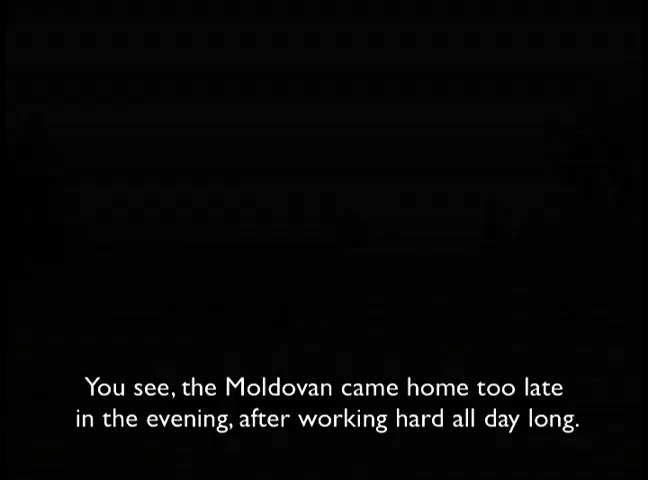 You see, the Moldovan came home too late
in the evening, after working hard all day long.